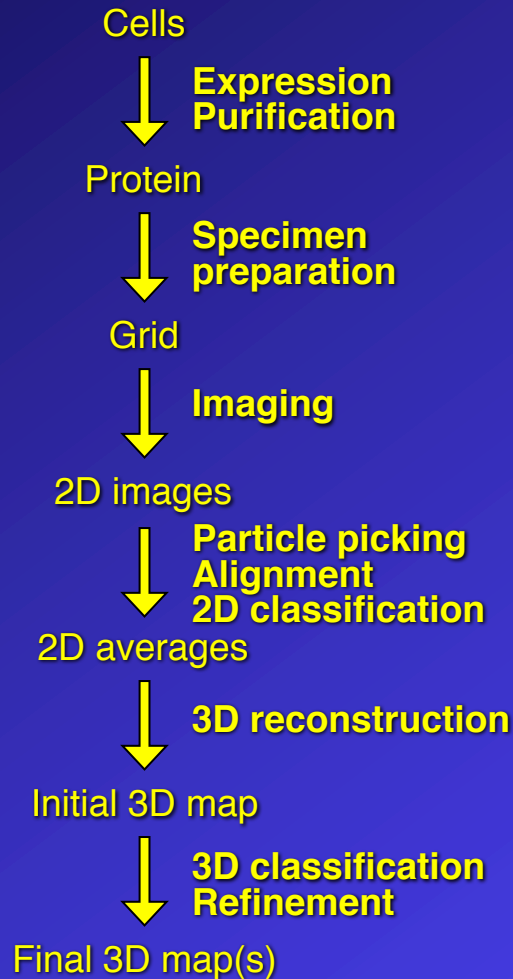 Cells
Expression
Purification
Protein
Specimen
preparation
Grid
Imaging
2D images
Particle picking
Alignment
2D classification
2D averages
3D reconstruction
Initial 3D map
3D classification
Refinement
Final 3D map(s)